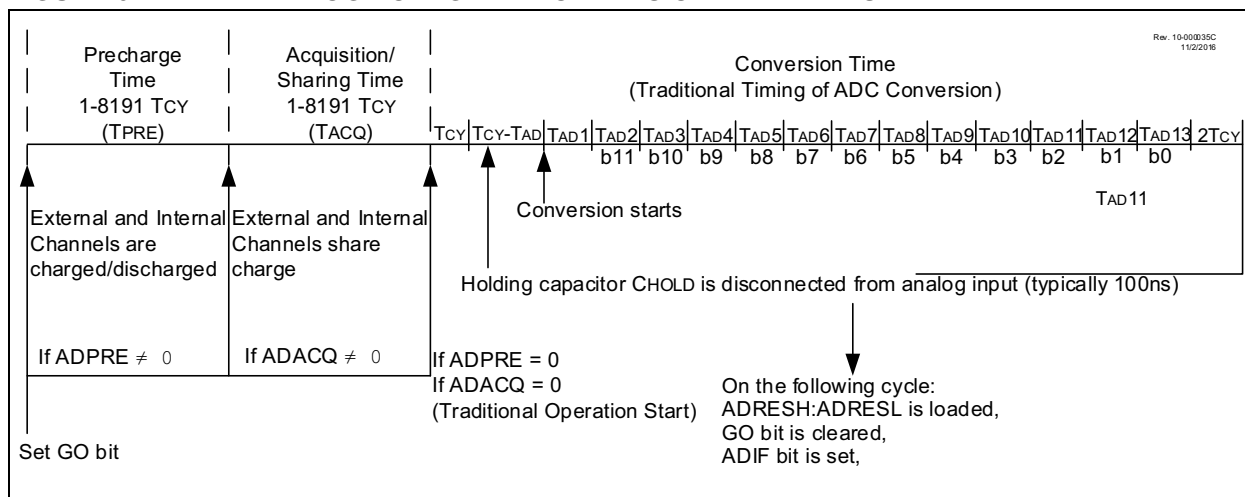 Rev. 10-000035C
11/2/2016
Precharge
Time
1-8191 TCY
(TPRE)
Acquisition/
Sharing Time
1-8191 TCY
(TACQ)
Conversion Time
(Traditional Timing of ADC Conversion)
TCY TCY-TAD TAD1 TAD2 TAD3 TAD4 TAD5 TAD6 TAD7 TAD8 TAD9 TAD10 TAD11 TAD12 TAD13 2TCY
b11 b10 b9 b8 b7 b6 b5 b4 b3 b2 b1 b0
TAD11
External and Internal
Channels are
charged/discharged
External and Internal
Channels share
charge
Conversion starts
Holding capacitor CHOLD is disconnected from analog input (typically 100ns)
If ADPRE ≠ 0
If ADACQ ≠ 0
If ADPRE = 0
If ADACQ = 0
(Traditional Operation Start)
On the following cycle:
ADRESH:ADRESL is loaded,
GO bit is cleared,
ADIF bit is set,
Set GO bit